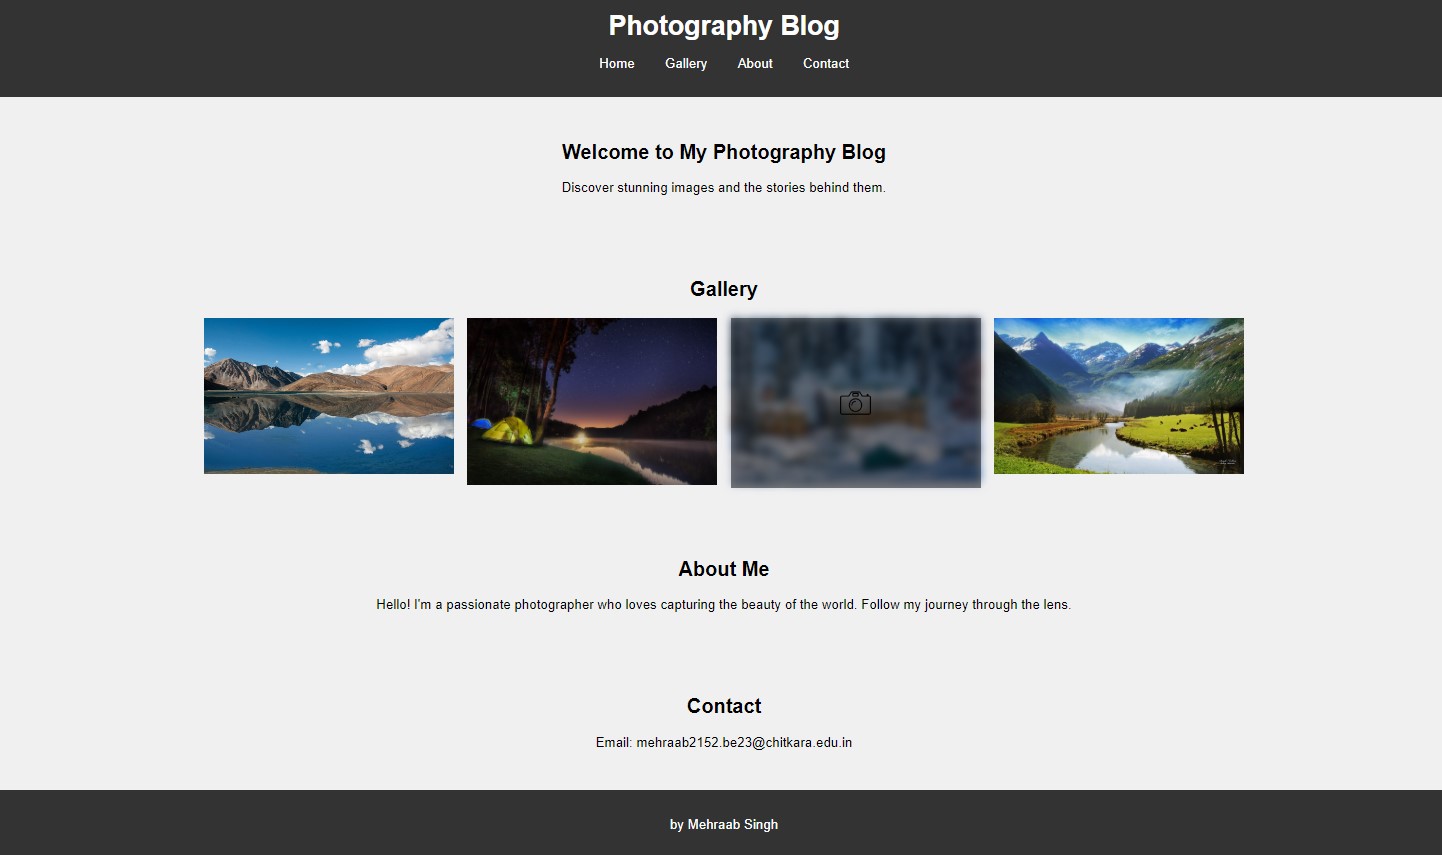 Photography Blog
Home Gallery About Contact
Welcome to My Photography Blog
Discover stunning images and the stories behind them.
Gallery
About Me
Hello! I'm a passionate photographer who loves capturing the beauty of the world. Follow my journey through the lens.
Contact
Email: mehraab2152.be23@chitkara.edu.in
by Mehraab Singh